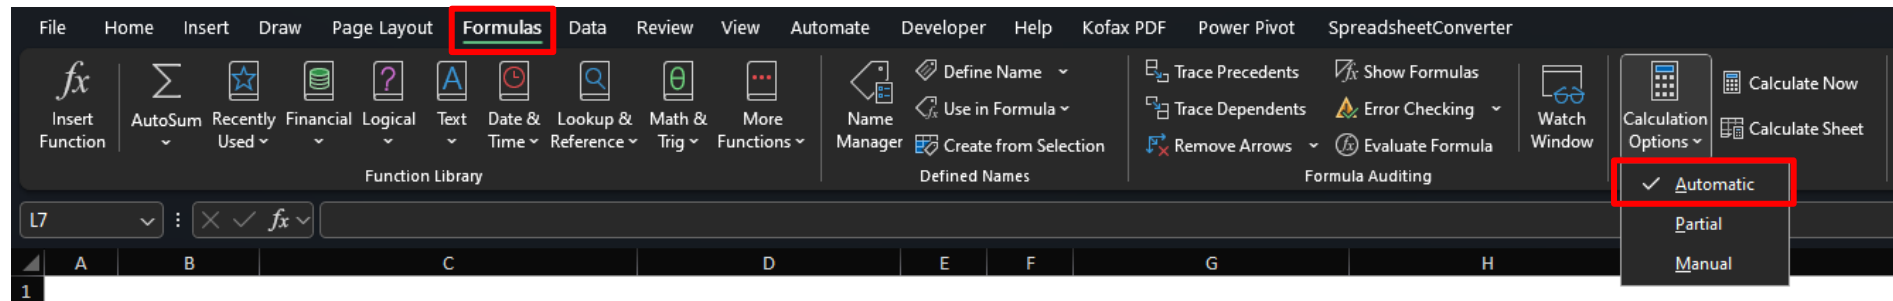 File Home Insert Draw Page Layout Formulas Data Review View Automate Developer Help Kofax PDF Power Pivot SpreadsheetConverter
fx Insert Function
AutoSum
Recently Used
Financial
Logical
Text
Date & Time
Lookup & Reference
Math & Trig
More Functions
Function Library
Name Manager
Define Name
Use in Formula
Create from Selection
Defined Names
Trace Precedents
Trace Dependents
Remove Arrows
Show Formulas
Error Checking
Evaluate Formula
Formula Auditing
Watch Window
Calculation Options
Calculate Now
Calculate Sheet
Automatic
Partial
Manual
L7 fx
A B C D E F G H
1